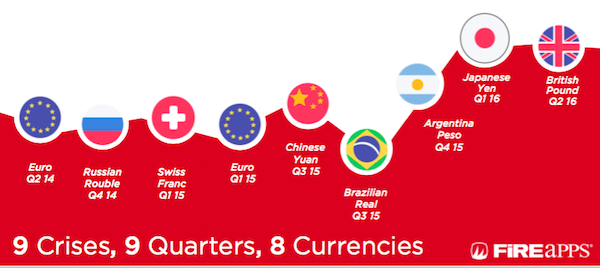 Euro
Q2 14
Russian
Rouble
Q4 14
Swiss
Franc
Q1 15
Euro
Q1 15
Chinese
Yuan
Q3 15
Brazilian
Real
Q3 15
Argentina
Peso
Q4 15
Japanese
Yen
Q1 16
British
Pound
Q2 16
9 Crises, 9 Quarters, 8 Currencies
FiREAPPS®